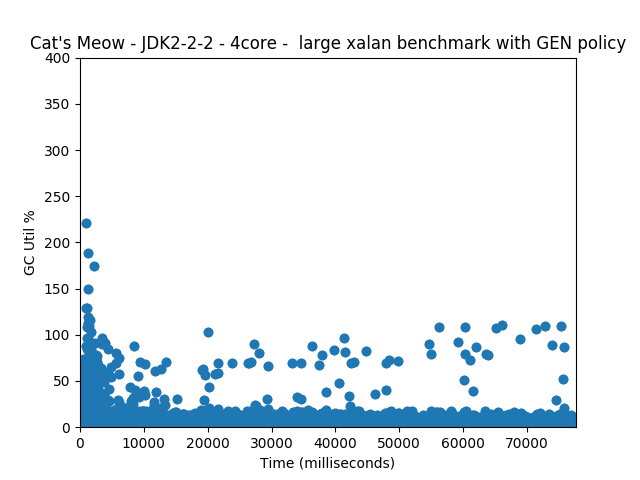 Cat's Meow - JDK2-2-2 - 4core -  large xalan benchmark with GEN policy
400
350
300
250
200
150
100
50
0
GC Util %
0 10000 20000 30000 40000 50000 60000 70000
Time (milliseconds)